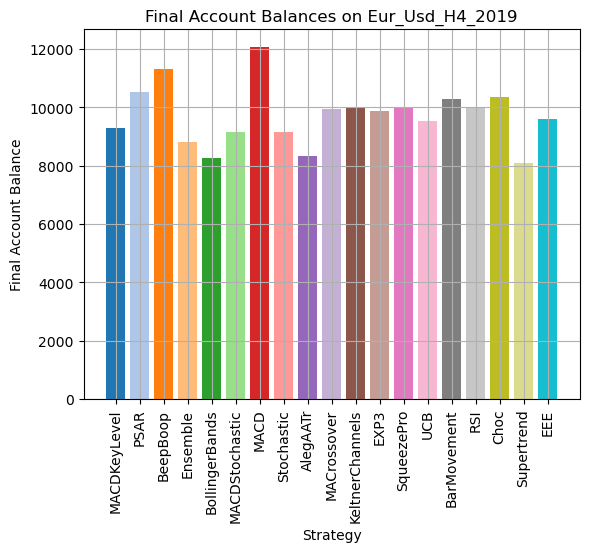 Final Account Balances on Eur_Usd_H4_2019
Final Account Balance
12000
10000
8000
6000
4000
2000
0
MACDKeyLevel
PSAR
BeepBoop
Ensemble
BollingerBands
MACDStochastic
MACD
Stochastic
AlegAATr
MACrossover
KeltnerChannels
EXP3
SqueezePro
UCB
BarMovement
RSI
Choc
Supertrend
EEE
Strategy